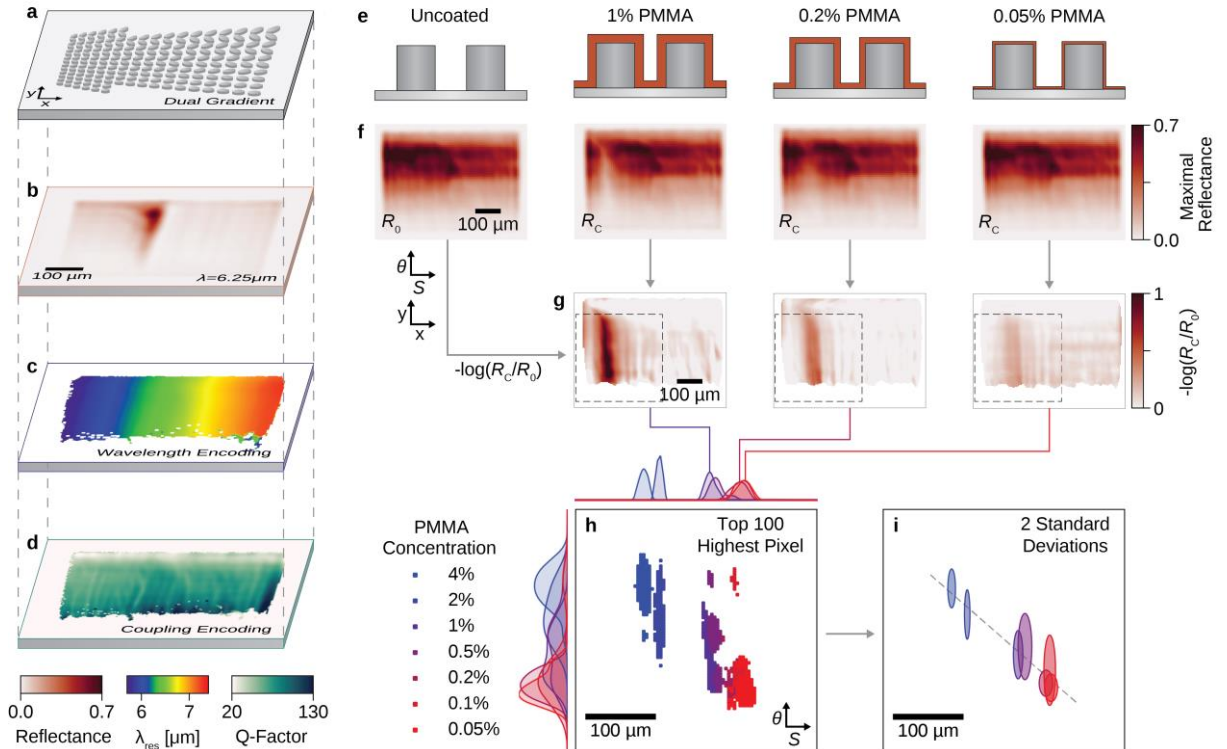 a
y
x
Dual Gradient
b
100 µm
λ=6.25µm
c
Wavelength Encoding
d
Coupling Encoding
0.0 0.7
Reflectance
6 7
λres [µm]
20 130
Q-Factor
e
Uncoated
1% PMMA
0.2% PMMA
0.05% PMMA
f
R0
100 µm
RC
RC
RC
0.7
0.0
Maximal
Reflectance
θ
S
y
x
-log(RC/R0)
g
100 µm
1
0
-log(RC/R0)
PMMA
Concentration
4%
2%
1%
0.5%
0.2%
0.1%
0.05%
h
Top 100
Highest Pixel
100 µm
θ
S
i
2 Standard
Deviations
100 µm